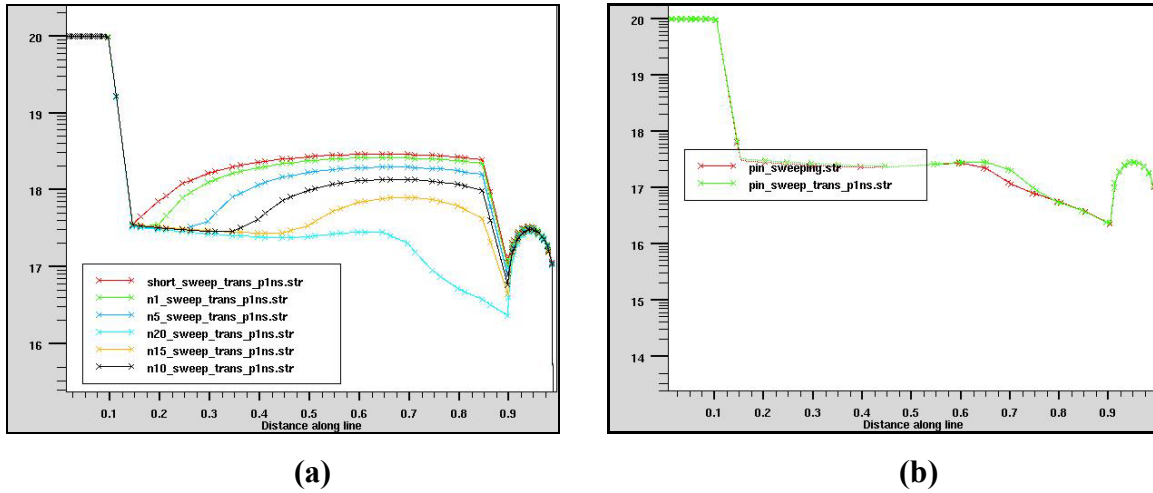 20
19
18
17
16
short_sweep_trans_p1ns.str
n1_sweep_trans_p1ns.str
n5_sweep_trans_p1ns.str
n20_sweep_trans_p1ns.str
n15_sweep_trans_p1ns.str
n10_sweep_trans_p1ns.str
0.1 0.2 0.3 0.4 0.5 0.6 0.7 0.8 0.9
Distance along line
(a)
20
19
18
17
16
15
14
pin_sweeping.str
pin_sweep_trans_p1ns.str
0.1 0.2 0.3 0.4 0.5 0.6 0.7 0.8 0.9
Distance along line
(b)